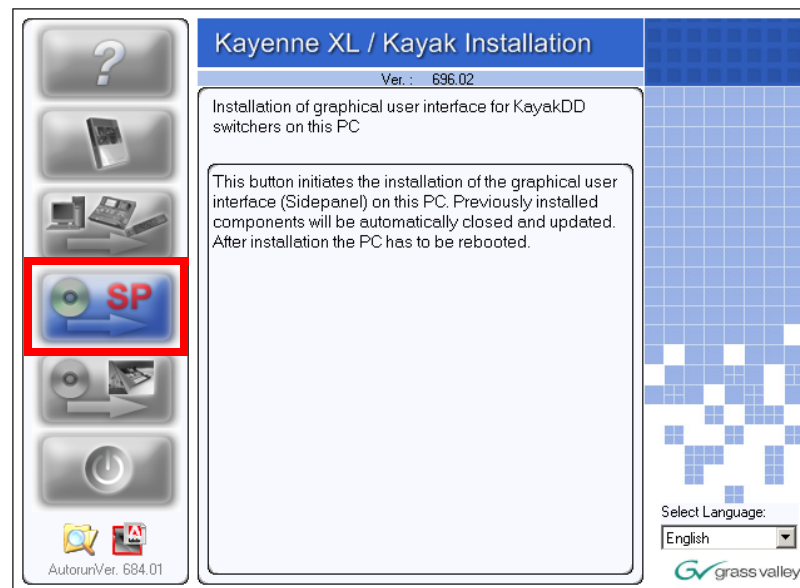 ?
Kayenne XL / Kayak Installation
Ver. : 696.02
Installation of graphical user interface for KayakDD
switchers on this PC
This button initiates the installation of the graphical user
interface (Sidepanel) on this PC. Previously installed
components will be automatically closed and updated.
After installation the PC has to be rebooted.
SP
AutorunVer. 684.01
Select Language:
English
grass valley